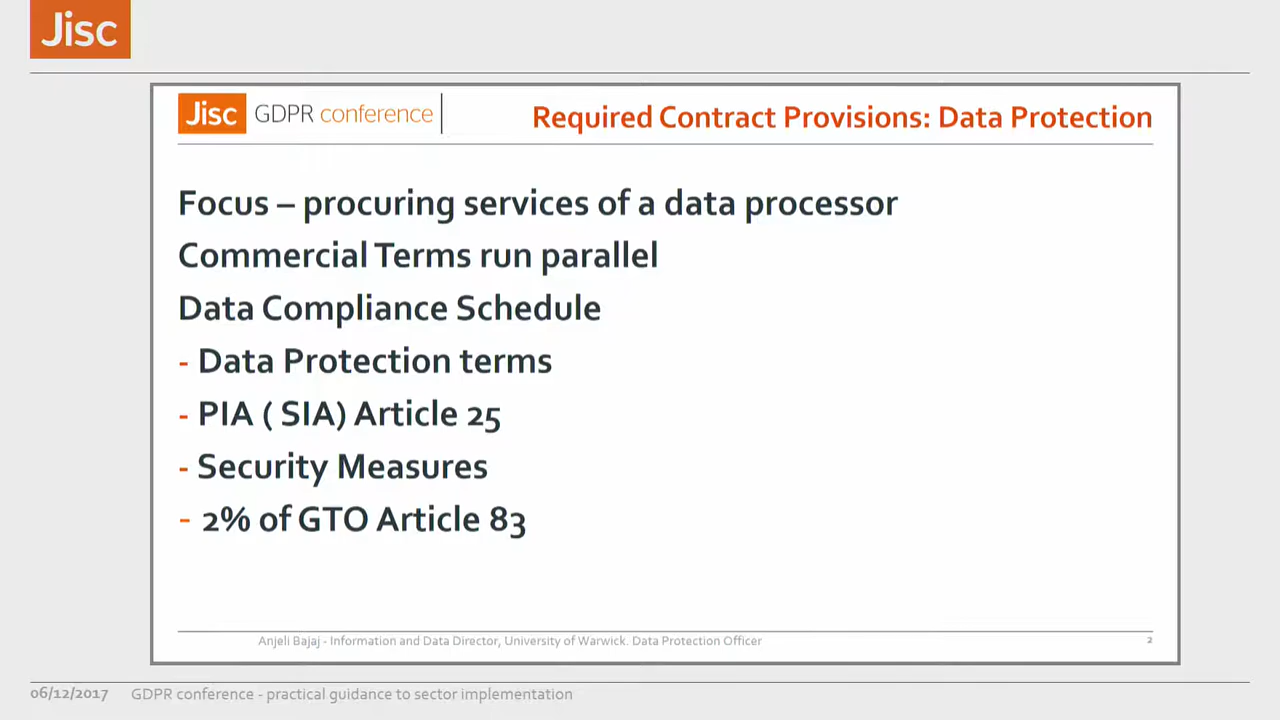 Jisc
Jisc GDPR conference
Required Contract Provisions: Data Protection
Focus – procuring services of a data processor
Commercial Terms run parallel
Data Compliance Schedule
- Data Protection terms
- PIA ( SIA) Article 25
- Security Measures
- 2% of GTO Article 83
Anjeli Bajaj - Information and Data Director, University of Warwick. Data Protection Officer
2
06/12/2017 GDPR conference - practical guidance to sector implementation